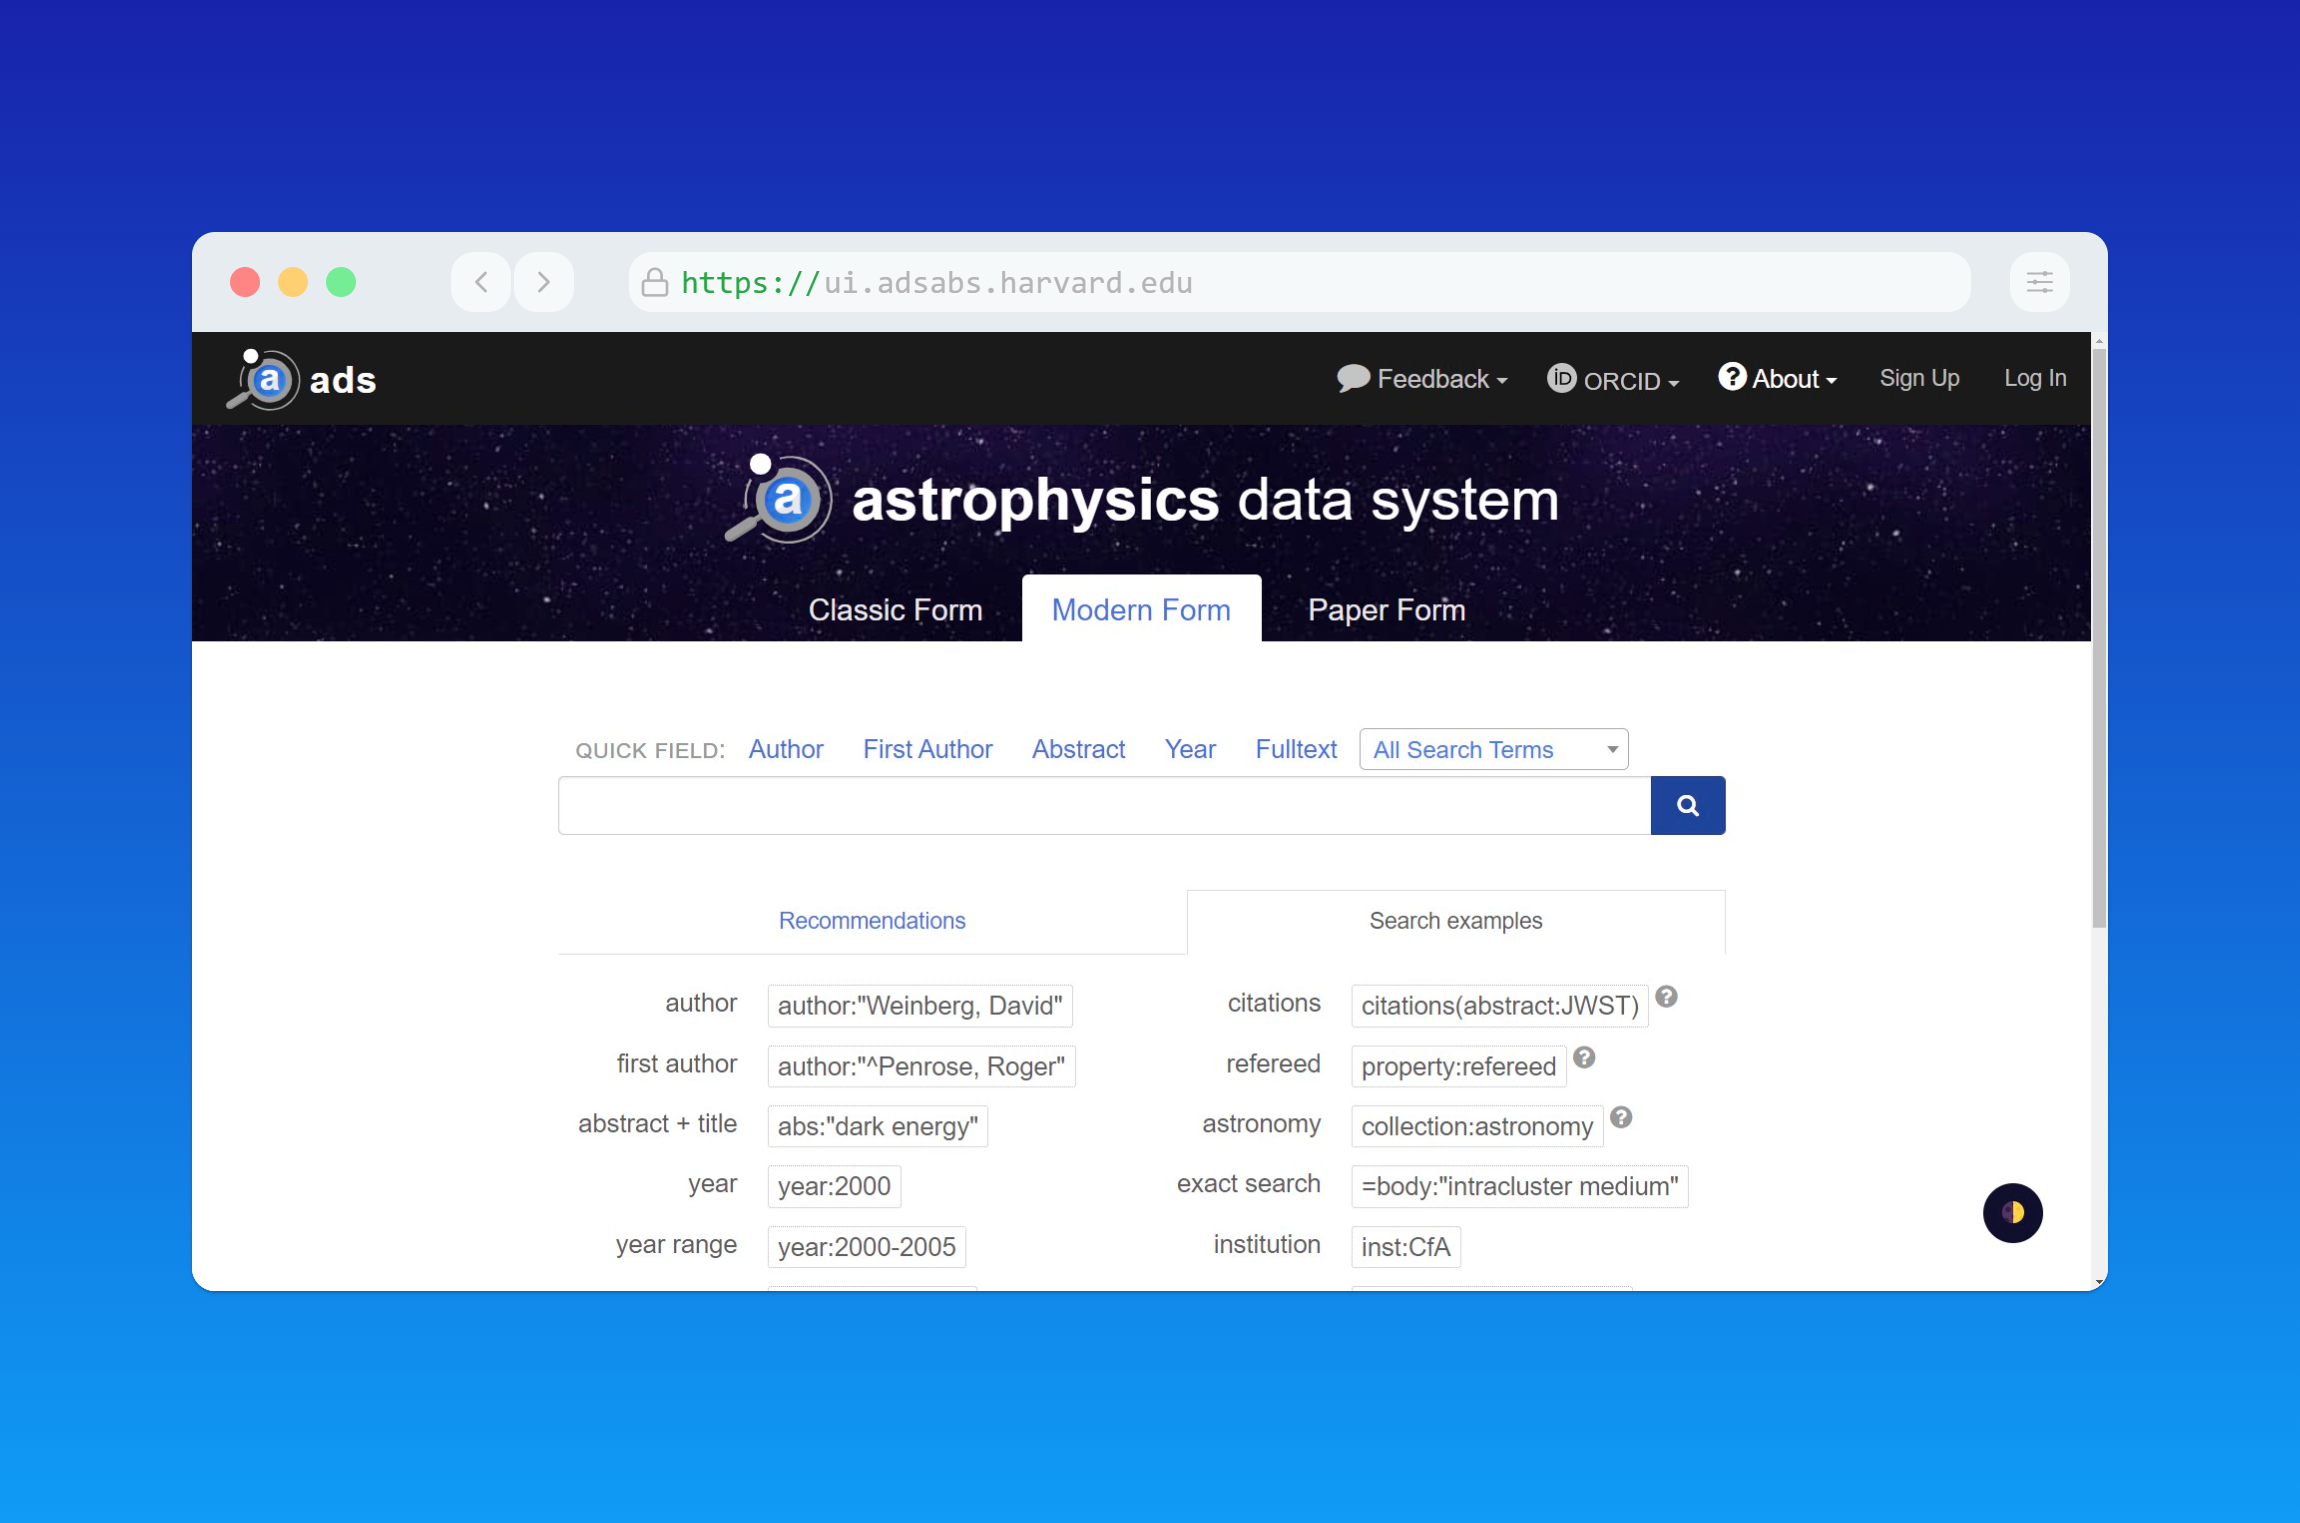 https://ui.adsabs.harvard.edu
a ads Feedback iD ORCID ? About Sign Up Log In
a astrophysics data system
Classic Form Modern Form Paper Form
QUICK FIELD: Author First Author Abstract Year Fulltext All Search Terms
Recommendations Search examples
author author:"Weinberg, David" citations citations(abstract:JWST) ?
first author author:"^Penrose, Roger" refereed property:refereed ?
abstract + title abs:"dark energy" astronomy collection:astronomy ?
year year:2000 exact search =body:"intracluster medium"
year range year:2000-2005 institution inst:CfA